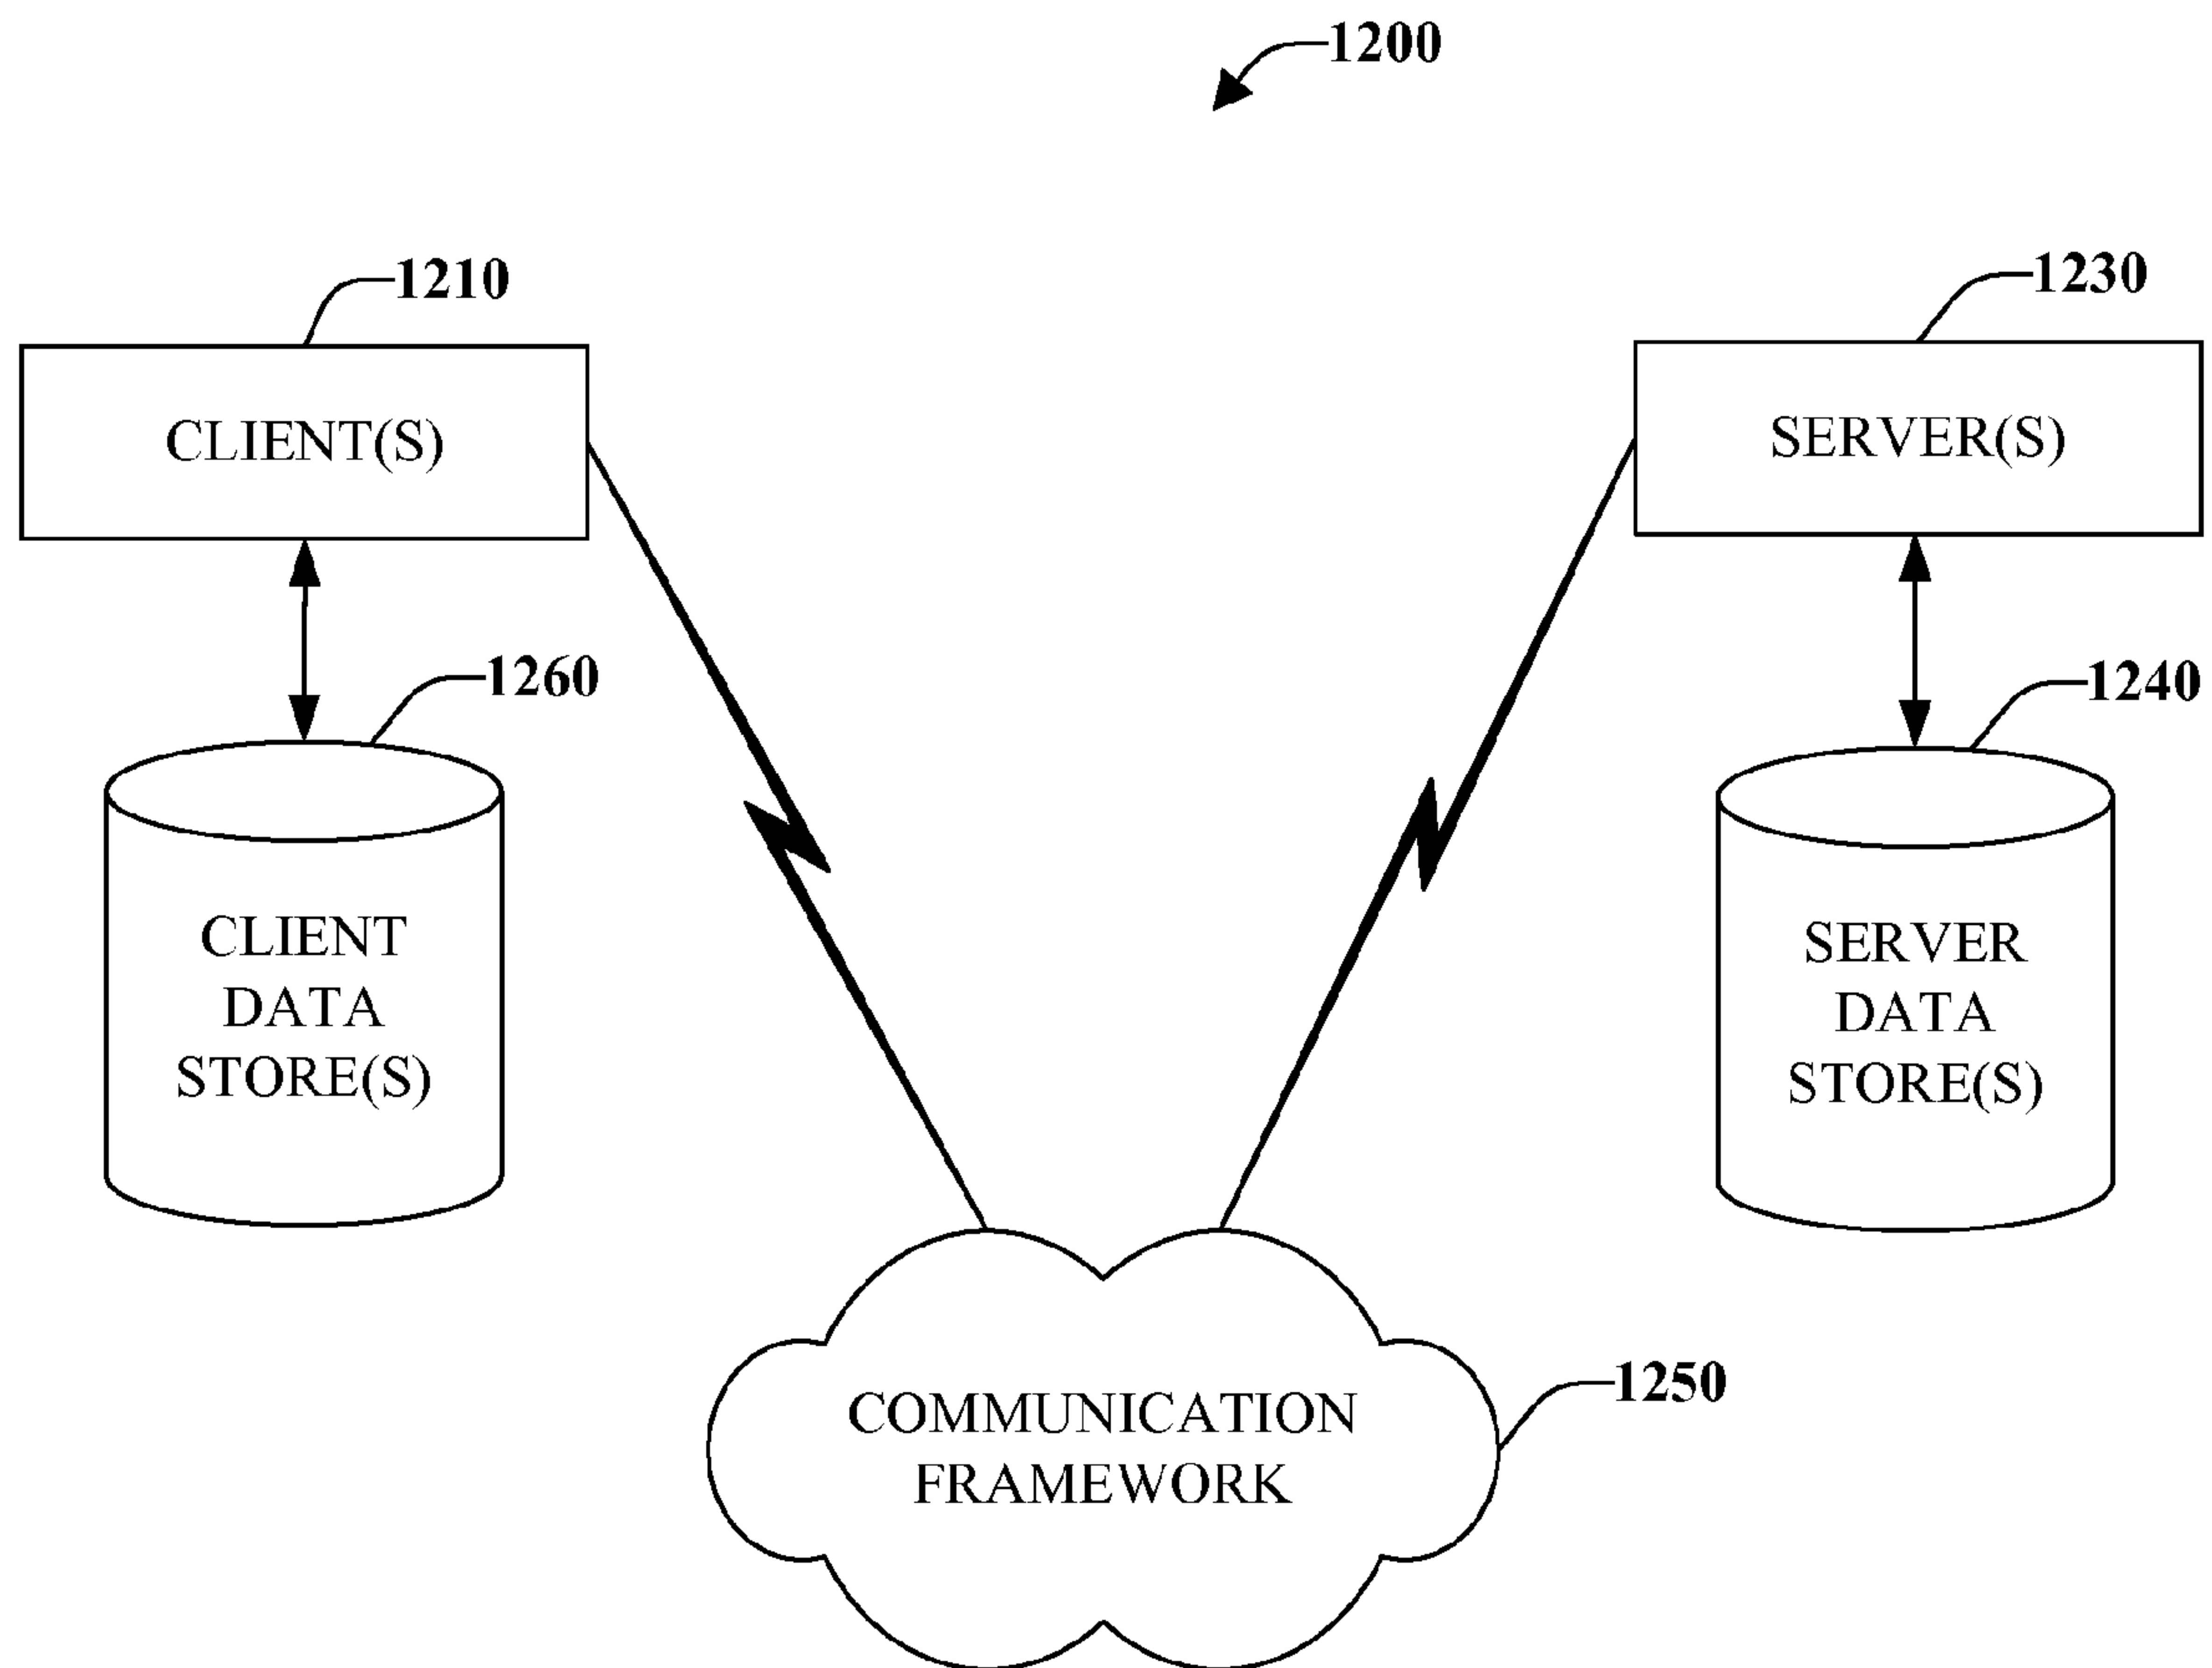 1200
1210
1230
CLIENT(S)
SERVER(S)
1260
1240
CLIENT
DATA
STORE(S)
SERVER
DATA
STORE(S)
1250
COMMUNICATION
FRAMEWORK